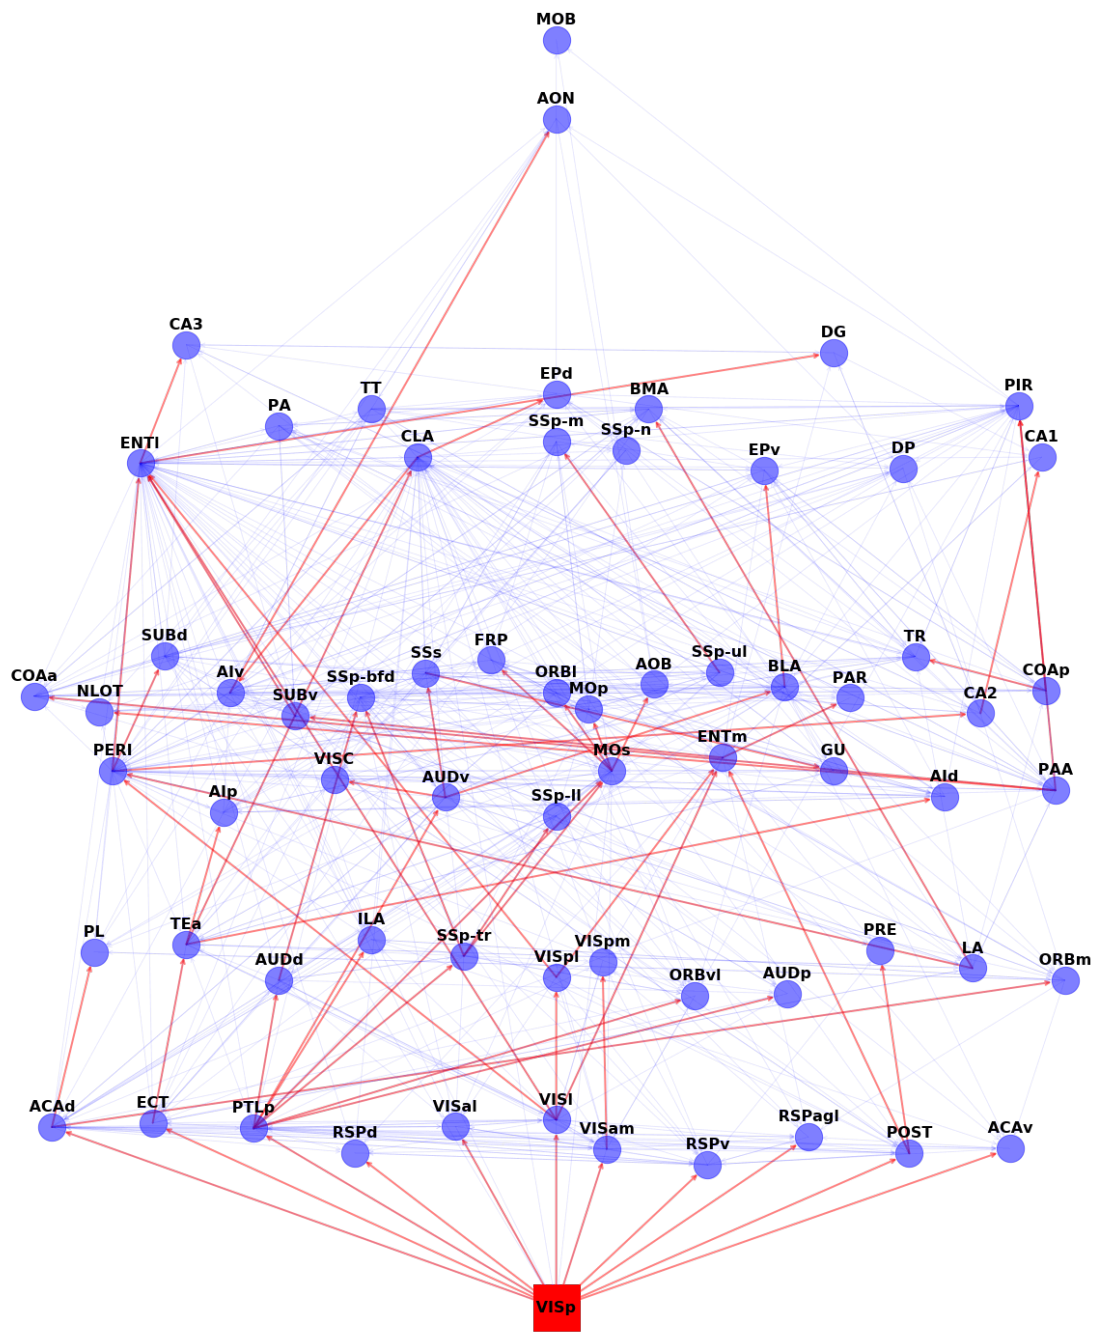 MOB
AON
CA3
DG
EPd
TT
BMA
PIR
PA
SSp-m
SSp-n
ENTl
CLA
CA1
EPv
DP
SUBd
AIv
SSs
FRP
SSp-ul
TR
COAa
NLOT
SUBv
SSp-bfd
ORBl
MOp
AOB
BLA
PAR
CA2
COAp
PERI
VISC
AUDv
MOs
ENTm
GU
PAA
AIp
SSp-ll
AId
PL
TEa
ILA
SSp-tr
VISpm
PRE
LA
ORBm
AUDd
VISpl
ORBvl
AUDp
ACAd
ECT
PTLp
RSPd
VISal
VISl
VISam
RSPv
RSPagl
POST
ACAv
VISp